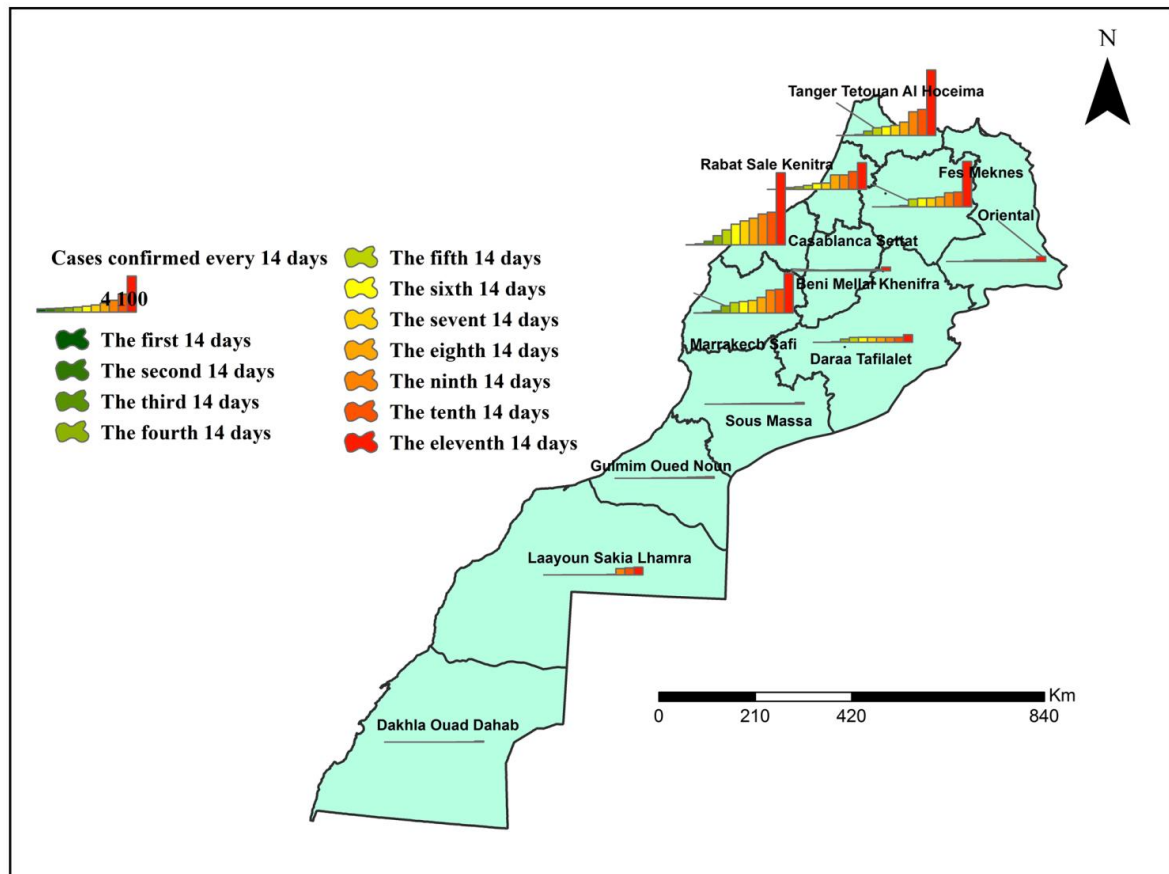 N
Tanger Tetouan Al Hoceima
Rabat Sale Kenitra
Fes Meknes
Oriental
Casablanca Settat
Beni Mellal Khenifra
Marrakech Safi
Daraa Tafilalet
Sous Massa
Gulmim Oued Noun
Laayoun Sakia Lhamra
Dakhla Ouad Dahab
Cases confirmed every 14 days
4 100
The first 14 days
The second 14 days
The third 14 days
The fourth 14 days
The fifth 14 days
The sixth 14 days
The sevent 14 days
The eighth 14 days
The ninth 14 days
The tenth 14 days
The eleventh 14 days
Km
0 210 420 840